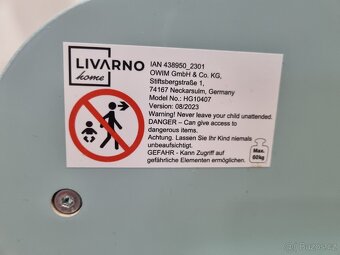 LIVARNO
home
IAN 438950_2301
OWIM GmbH & Co. KG,
Stiftsbergstraße 1,
74167 Neckarsulm, Germany
Model No.: HG10407
Version: 08/2023
Warning! Never leave your child unattended.
DANGER – Can give access to
dangerous items.
Achtung. Lassen Sie Ihr Kind niemals
unbeaufsichtigt.
GEFAHR - Kann Zugriff auf
gefährliche Elementen ermöglichen.
Max.
60kg